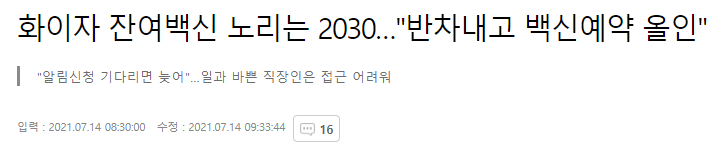 화이자 잔여백신 노리는 2030..."반차내고 백신예약 올인"
"알림신청 기다리면 늦어"...일과 바쁜 직장인은 접근 어려워
입력 : 2021.07.14 08:30:00 수정 : 2021.07.14 09:33:44 16